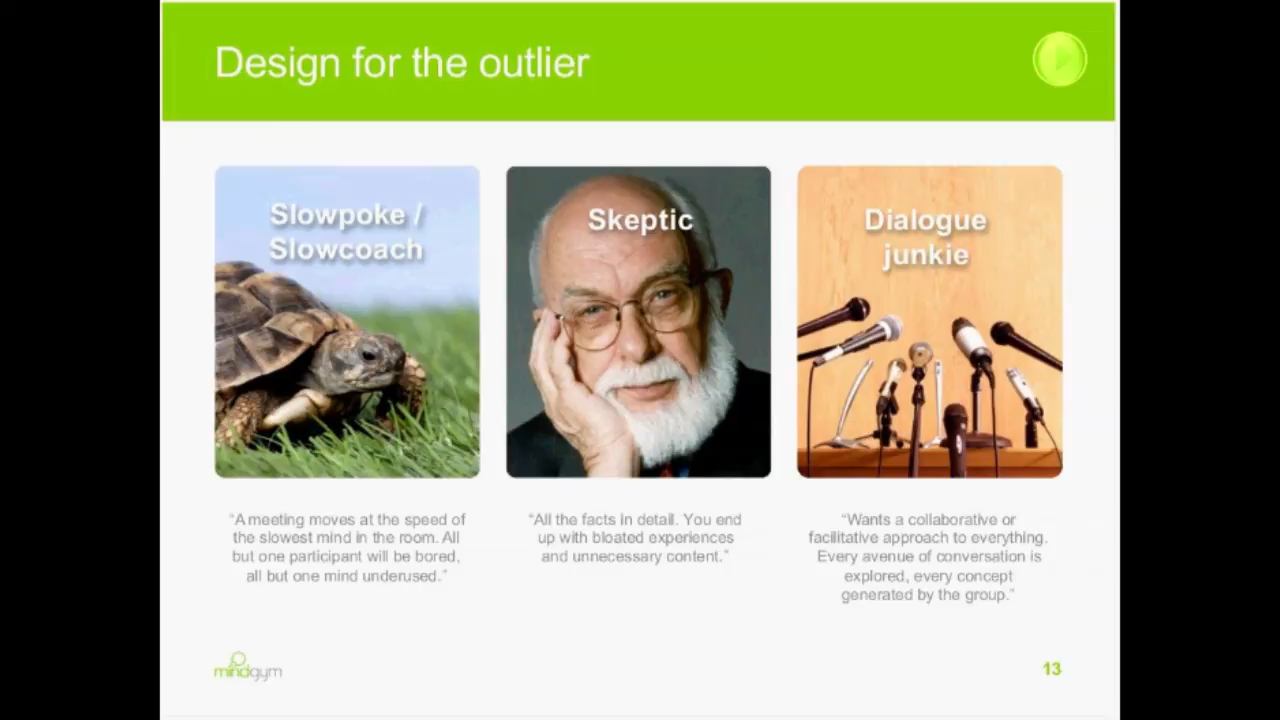 Design for the outlier
Slowpoke /
Slowcoach
Skeptic
Dialogue
junkie
“A meeting moves at the speed of
the slowest mind in the room. All
but one participant will be bored,
all but one mind underused.”
“All the facts in detail. You end
up with bloated experiences
and unnecessary content.”
“Wants a collaborative or
facilitative approach to everything.
Every avenue of conversation is
explored, every concept
generated by the group.”
mindgym
13